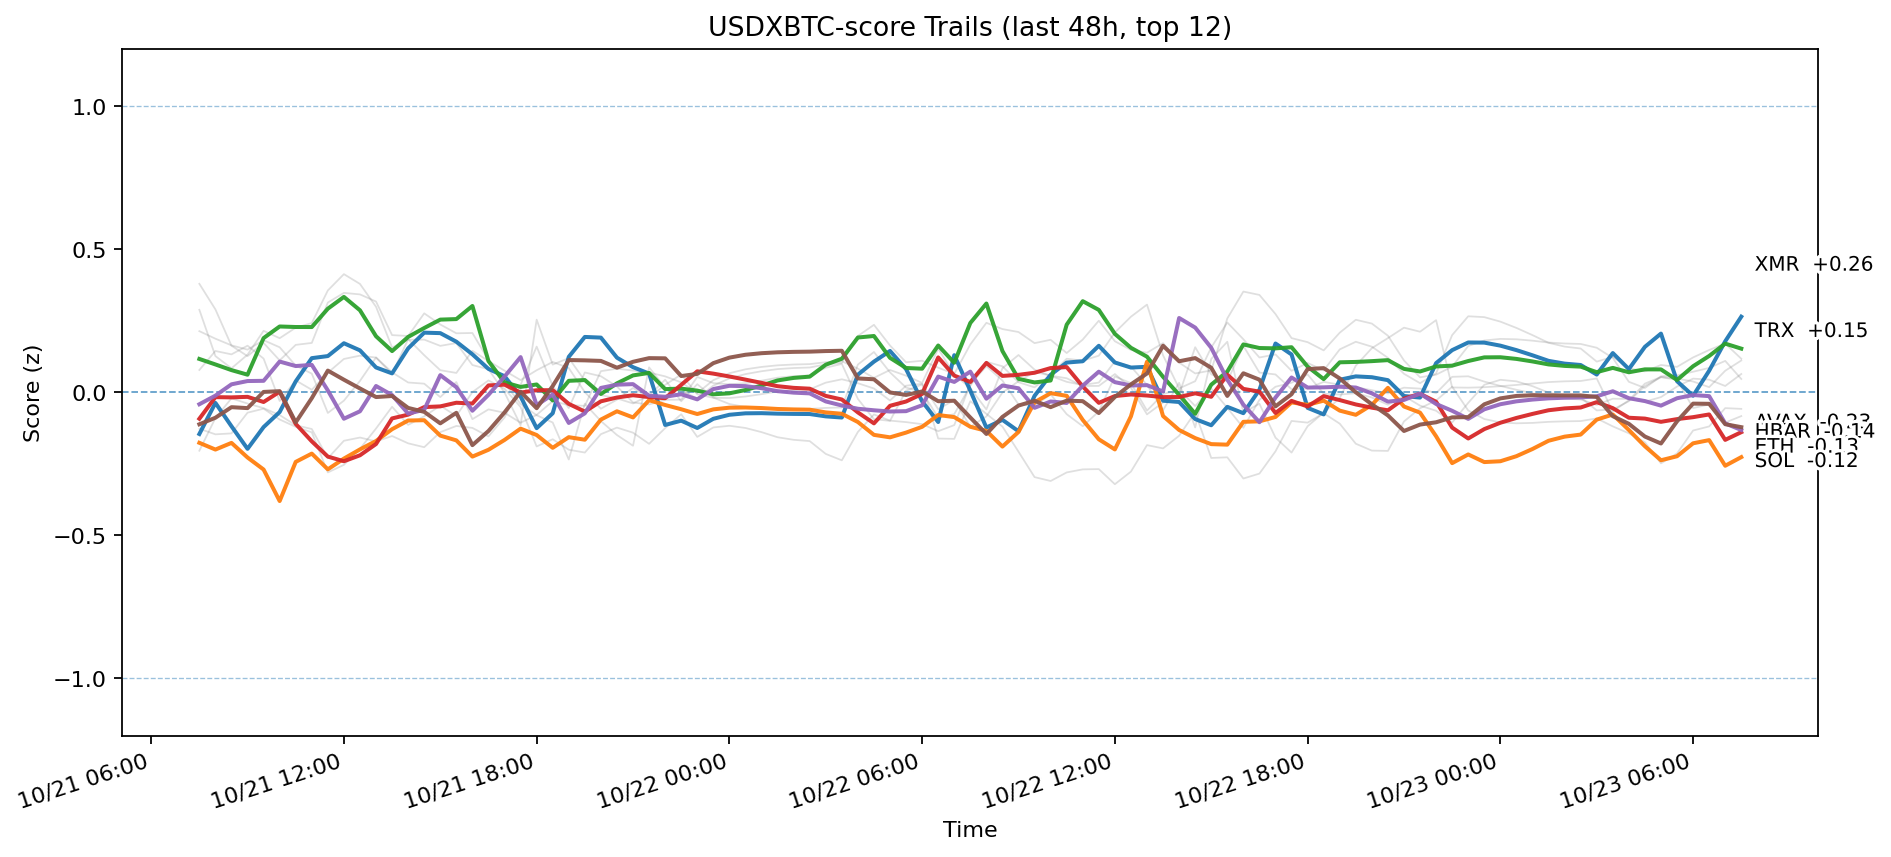 USDXBTC-score Trails (last 48h, top 12)
Score (z)
1.0
0.5
0.0
−0.5
−1.0
XMR +0.26
TRX +0.15
AVAX -0.23
HBAR -0.14
ETH -0.13
SOL -0.12
10/21 06:00
10/21 12:00
10/21 18:00
10/22 00:00
10/22 06:00
10/22 12:00
10/22 18:00
10/23 00:00
10/23 06:00
Time